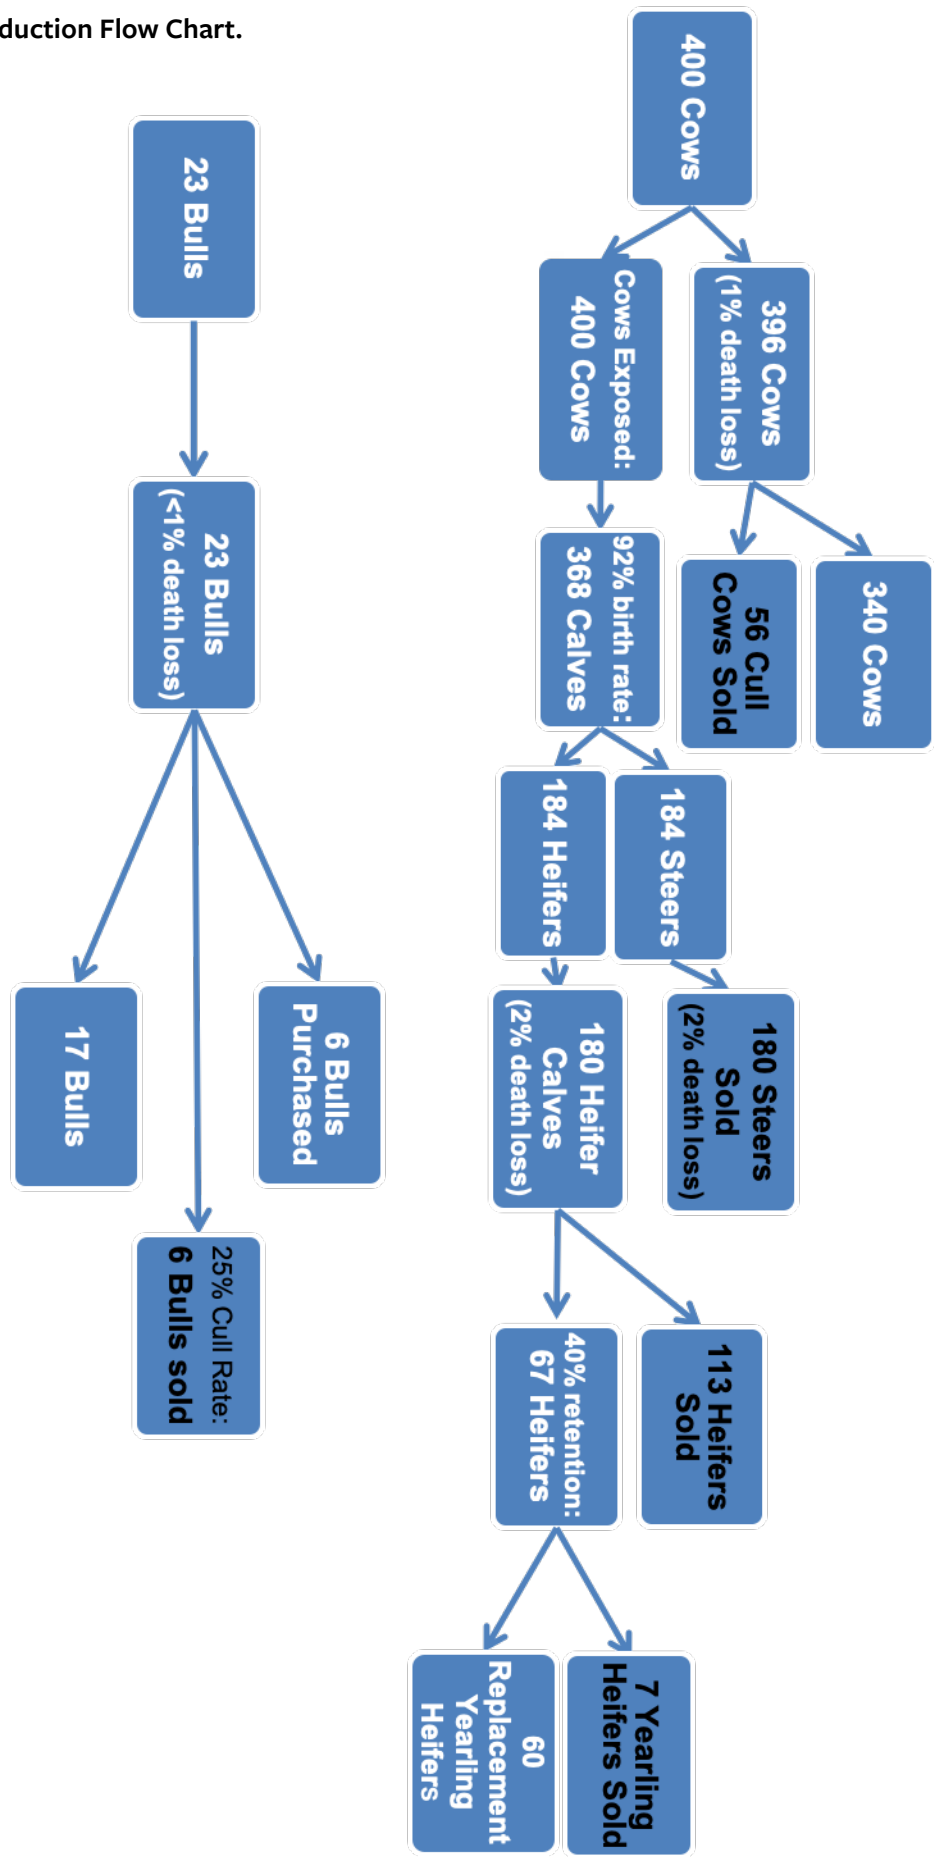 duction Flow Chart.
400 Cows
396 Cows
(1% death loss)
Cows Exposed:
400 Cows
340 Cows
56 Cull
Cows Sold
92% birth rate:
368 Calves
184 Steers
184 Heifers
180 Steers
Sold
(2% death loss)
180 Heifer
Calves
(2% death loss)
113 Heifers
Sold
40% retention:
67 Heifers
7 Yearling
Heifers Sold
60
Replacement
Yearling
Heifers
23 Bulls
23 Bulls
(<1% death loss)
6 Bulls
Purchased
25% Cull Rate:
6 Bulls sold
17 Bulls